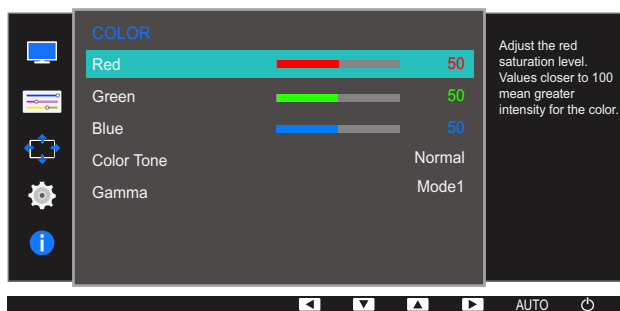 COLOR
Red 50
Green 50
Blue 50
Color Tone Normal
Gamma Mode1
Adjust the red
saturation level.
Values closer to 100
mean greater
intensity for the color.
AUTO